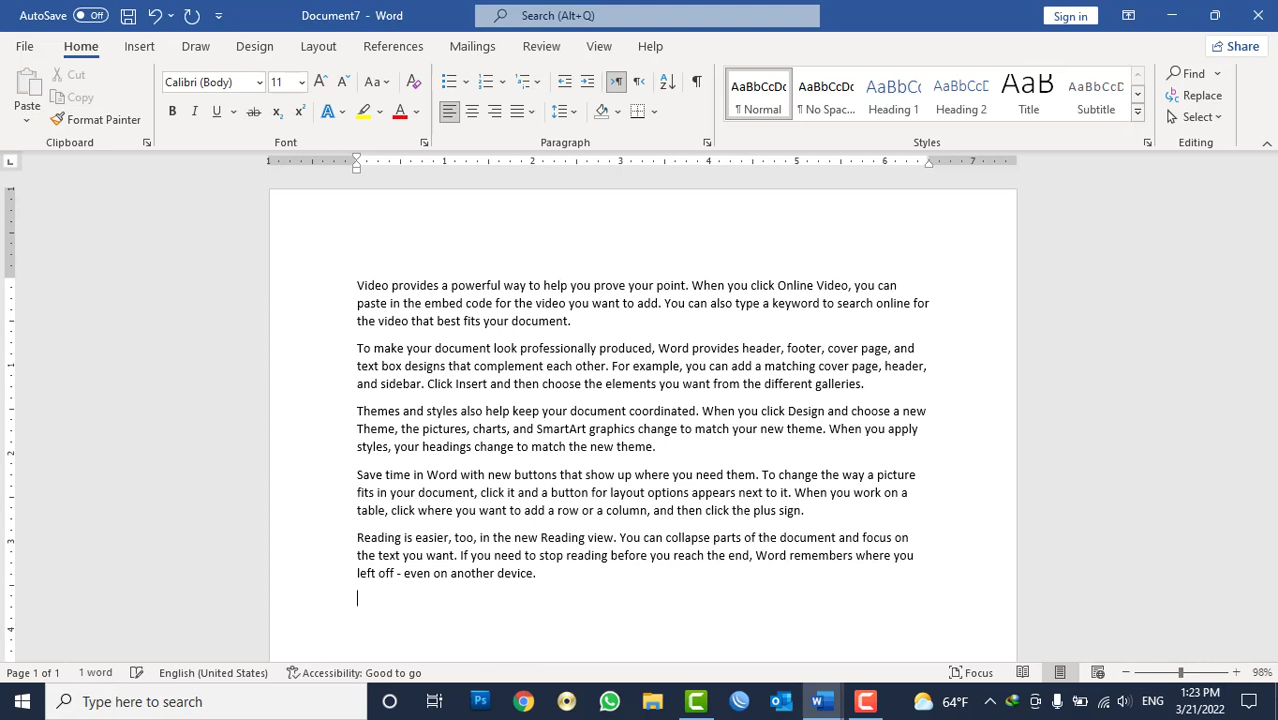 AutoSave Off Document7 - Word Search (Alt+Q) Sign in
File Home Insert Draw Design Layout References Mailings Review View Help Share
Paste Cut Copy Format Painter Clipboard
Calibri (Body) 11 Aa A Font
B I U ab x₂ x² A A
Paragraph
AaBbCcDc ¶ Normal AaBbCcDc ¶ No Spac... AaBbCc Heading 1 AaBbCcD Heading 2 AaB Title AaBbCcD Subtitle Styles
Find Replace Select Editing
1 1 2 3 4 5 6 7
Video provides a powerful way to help you prove your point. When you click Online Video, you can
paste in the embed code for the video you want to add. You can also type a keyword to search online for
the video that best fits your document.
To make your document look professionally produced, Word provides header, footer, cover page, and
text box designs that complement each other. For example, you can add a matching cover page, header,
and sidebar. Click Insert and then choose the elements you want from the different galleries.
Themes and styles also help keep your document coordinated. When you click Design and choose a new
Theme, the pictures, charts, and SmartArt graphics change to match your new theme. When you apply
styles, your headings change to match the new theme.
Save time in Word with new buttons that show up where you need them. To change the way a picture
fits in your document, click it and a button for layout options appears next to it. When you work on a
table, click where you want to add a row or a column, and then click the plus sign.
Reading is easier, too, in the new Reading view. You can collapse parts of the document and focus on
the text you want. If you need to stop reading before you reach the end, Word remembers where you
left off - even on another device.
Page 1 of 1 1 word English (United States) Accessibility: Good to go Focus 98%
Type here to search 64°F ENG 1:23 PM
3/21/2022